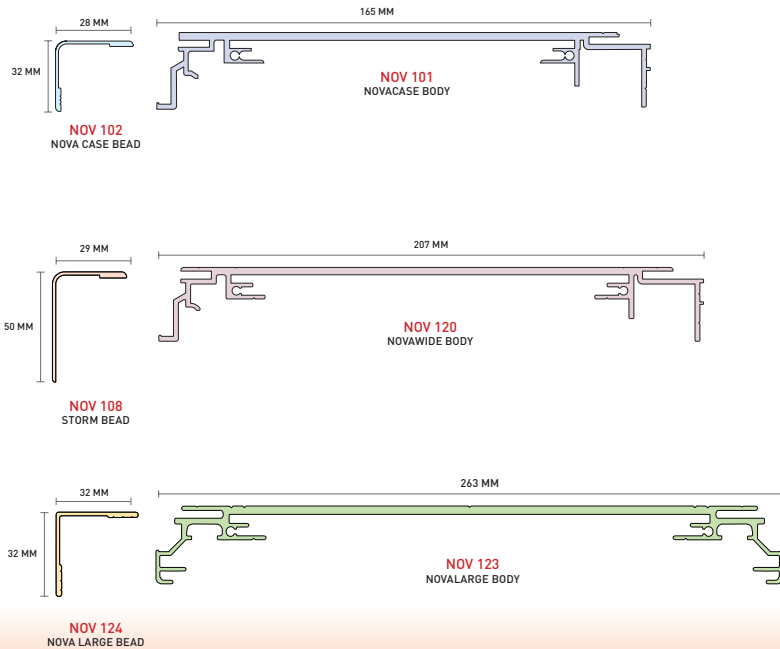 28 MM
165 MM
32 MM
NOV 101
NOVACASE BODY
NOV 102
NOVA CASE BEAD
29 MM
207 MM
50 MM
NOV 120
NOVAWIDE BODY
NOV 108
STORM BEAD
32 MM
263 MM
32 MM
NOV 123
NOVALARGE BODY
NOV 124
NOVA LARGE BEAD